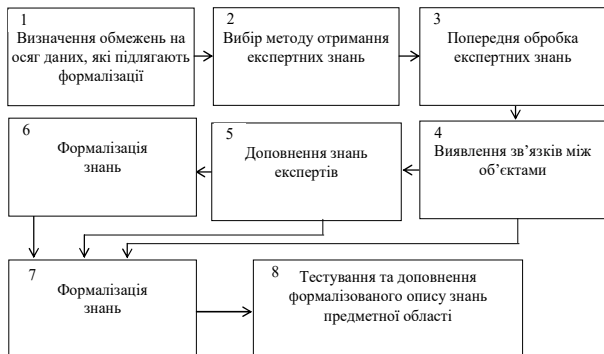 1
Визначення обмежень на
осяг даних, які підлягають
формалізації
2
Вибір методу отримання
експертних знань
3
Попередня обробка
експертних знань
6
Формалізація
знань
5
Доповнення знань
експертів
4
Виявлення зв'язків між
об'єктами
7
Формалізація
знань
8
Тестування та доповнення
формалізованого опису знань
предметної області